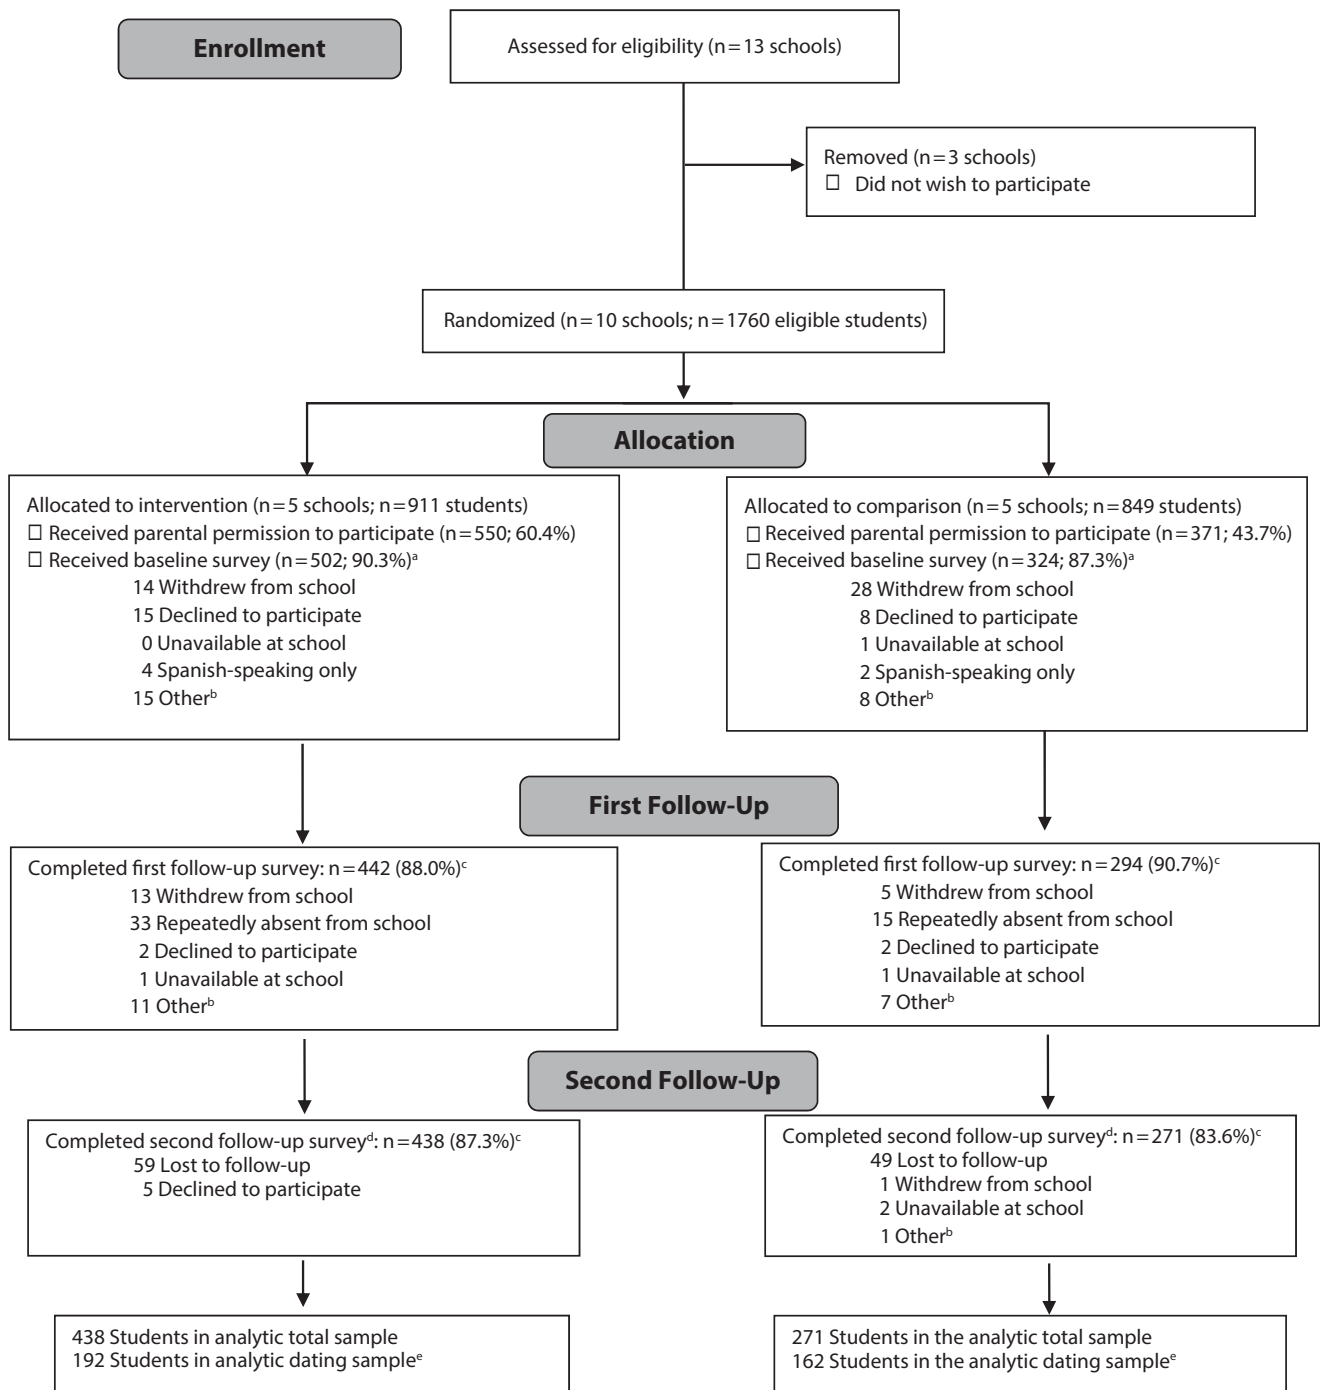 Enrollment
Assessed for eligibility (n=13 schools)
Removed (n=3 schools)
☐ Did not wish to participate
Randomized (n=10 schools; n=1760 eligible students)
Allocation
Allocated to intervention (n=5 schools; n=911 students)
☐ Received parental permission to participate (n=550; 60.4%)
☐ Received baseline survey (n=502; 90.3%)ᵃ
14 Withdrew from school
15 Declined to participate
0 Unavailable at school
4 Spanish-speaking only
15 Otherᵇ
Allocated to comparison (n=5 schools; n=849 students)
☐ Received parental permission to participate (n=371; 43.7%)
☐ Received baseline survey (n=324; 87.3%)ᵃ
28 Withdrew from school
8 Declined to participate
1 Unavailable at school
2 Spanish-speaking only
8 Otherᵇ
First Follow-Up
Completed first follow-up survey: n=442 (88.0%)ᶜ
13 Withdrew from school
33 Repeatedly absent from school
2 Declined to participate
1 Unavailable at school
11 Otherᵇ
Completed first follow-up survey: n=294 (90.7%)ᶜ
5 Withdrew from school
15 Repeatedly absent from school
2 Declined to participate
1 Unavailable at school
7 Otherᵇ
Second Follow-Up
Completed second follow-up surveyᵈ: n=438 (87.3%)ᶜ
59 Lost to follow-up
5 Declined to participate
Completed second follow-up surveyᵈ: n=271 (83.6%)ᶜ
49 Lost to follow-up
1 Withdrew from school
2 Unavailable at school
1 Otherᵇ
438 Students in analytic total sample
192 Students in analytic dating sampleᵉ
271 Students in the analytic total sample
162 Students in the analytic dating sampleᵉ